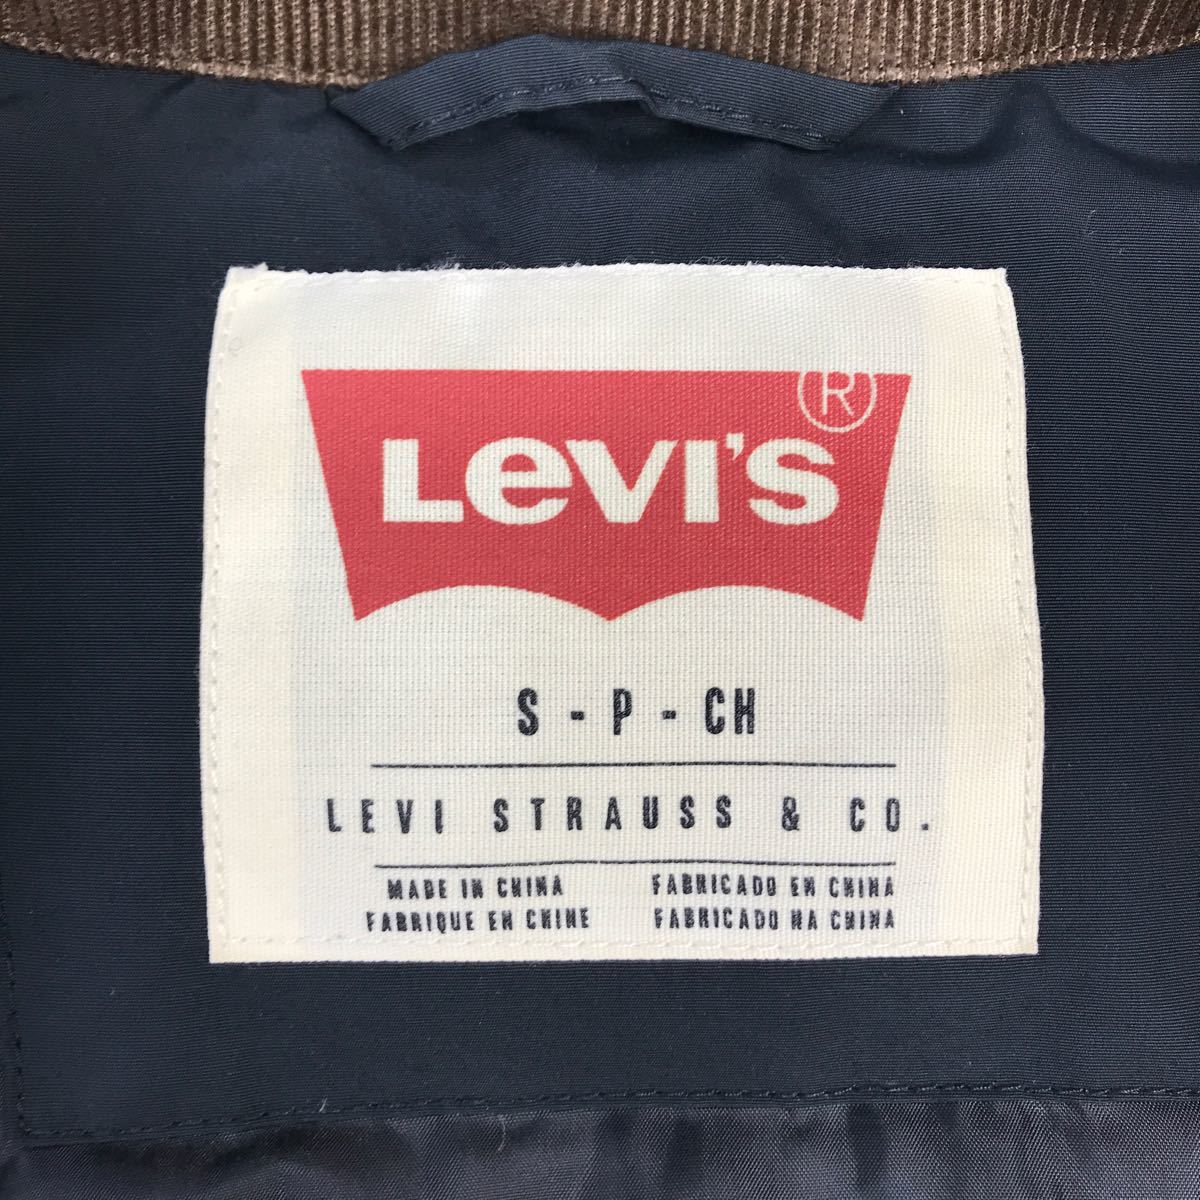 LEVI'S ®
S - P - CH
LEVI STRAUSS & CO.
MADE IN CHINA FABRICADO EN CHINA
FABRIQUE EN CHINE FABRICADO NA CHINA